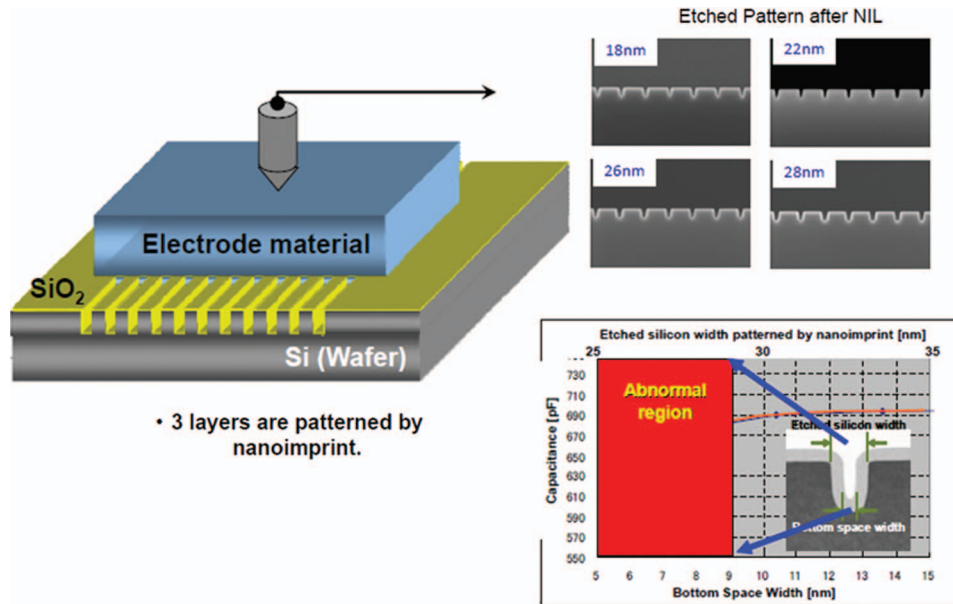 Etched Pattern after NIL
18nm
22nm
26nm
28nm
Electrode material
SiO2
Si (Wafer)
• 3 layers are patterned by
nanoimprint.
Etched silicon width patterned by nanoimprint [nm]
25 30 35
Abnormal
region
Capacitance [pF]
730
710
690
670
650
630
610
590
570
550
Etched silicon width
Bottom space width
5 6 7 8 9 10 11 12 13 14 15
Bottom Space Width [nm]